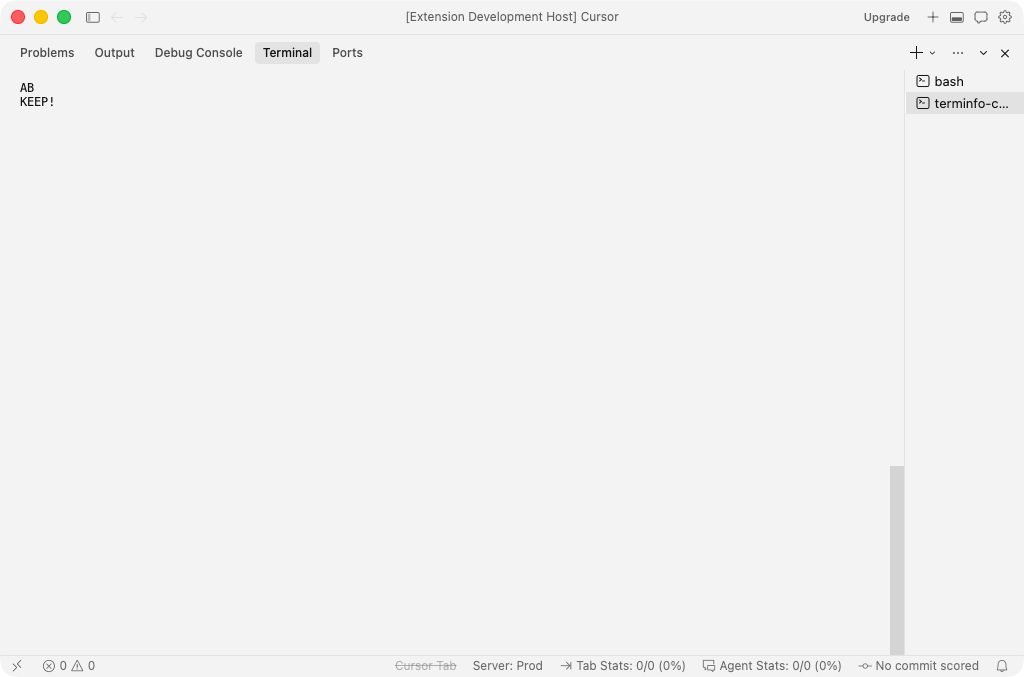 [Extension Development Host] Cursor
Upgrade
Problems Output Debug Console Terminal Ports
AB
KEEP!
bash
terminfo-c...
0 0 Cursor Tab Server: Prod Tab Stats: 0/0 (0%) Agent Stats: 0/0 (0%) No commit scored